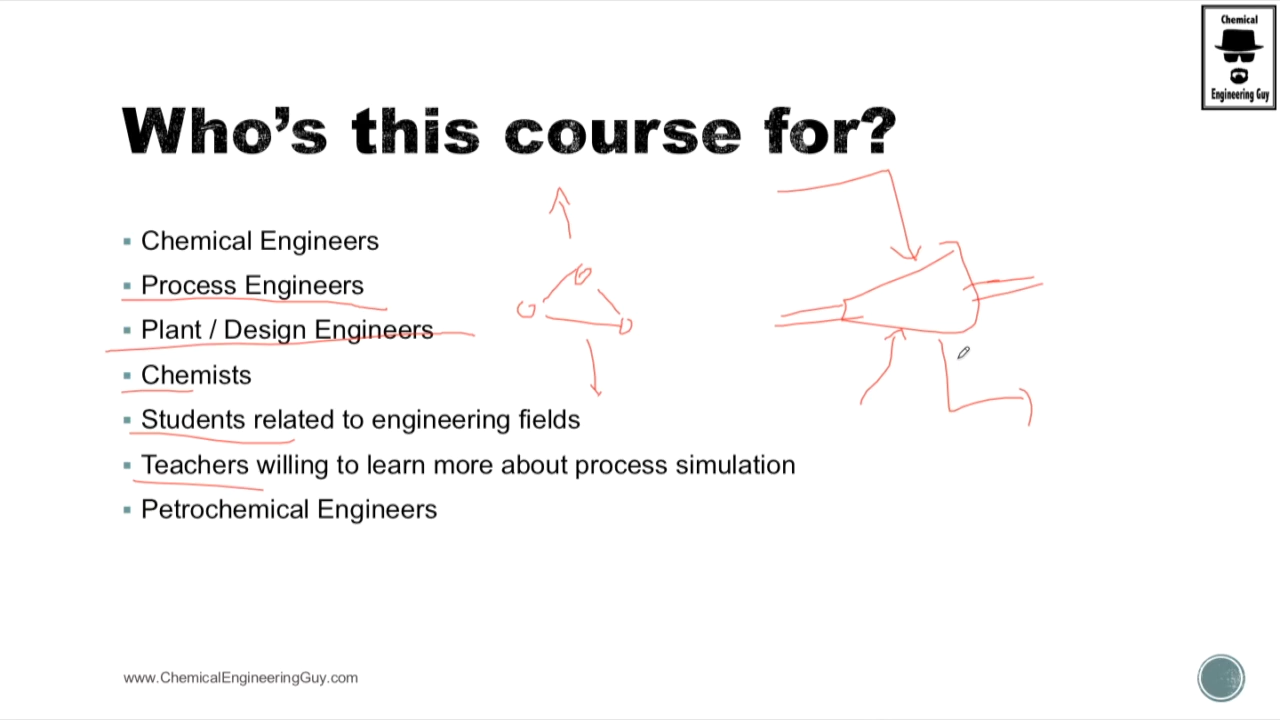 Chemical
Engineering Guy
Who's this course for?
Chemical Engineers
Process Engineers
Plant / Design Engineers
Chemists
Students related to engineering fields
Teachers willing to learn more about process simulation
Petrochemical Engineers
www.ChemicalEngineeringGuy.com